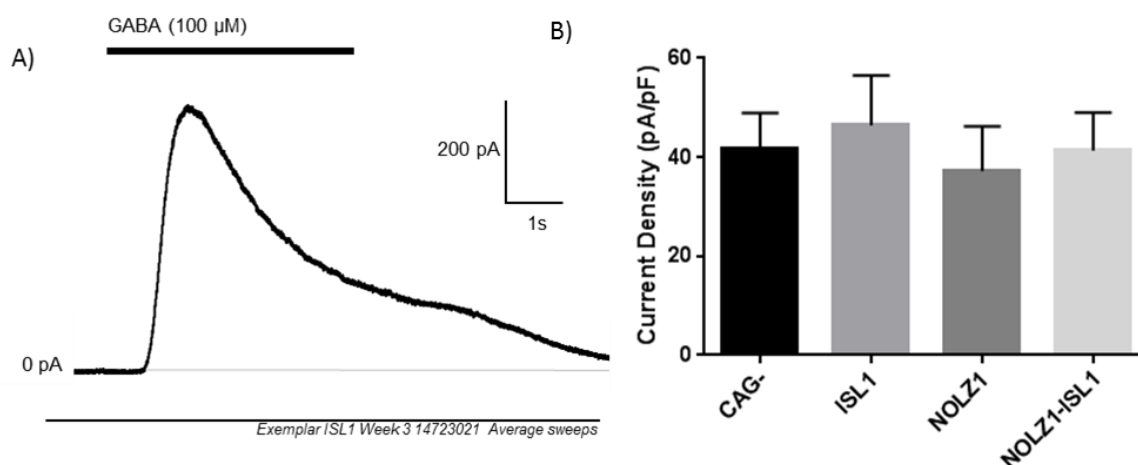 A)
GABA (100 µM)
200 pA
1s
0 pA
Exemplar ISL1 Week 3 14723021 Average sweeps
B)
Current Density (pA/pF)
60
40
20
0
CAG-
ISL1
NOLZ1
NOLZ1-ISL1